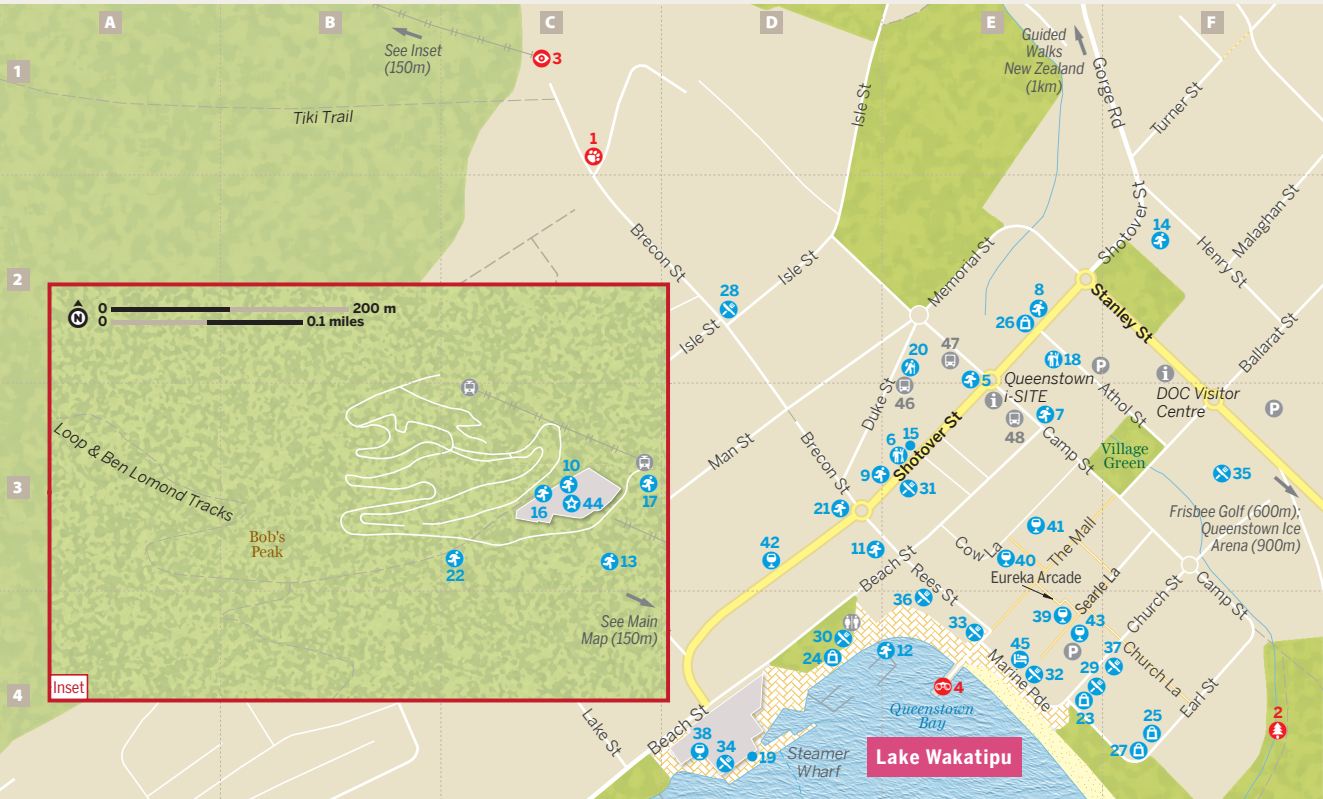 A
B
C
D
E
F
1
2
3
4
See Inset
(150m)
3
Tiki Trail
1
Isle St
Guided
Walks
New Zealand
(1km)
Gorge Rd
Turner St
Brecon St
Isle St
Memorial St
Shotover St
14
Henry St
Malaghan St
28
Isle St
8
26
Stanley St
Ballarat St
20
47
18
P
i
5
Queenstown
i-SITE
i
DOC Visitor
Centre
P
Duke St
46
48
7
Athol St
Man St
Brecon St
6
15
Shotover St
Camp St
Village
Green
9
31
35
21
Frisbee Golf (600m);
Queenstown Ice
Arena (900m)
41
42
11
Cow La
40
The Mall
Eureka Arcade
Beach St
Rees St
Searle La
Church St
Camp St
36
39
43
33
30
24
12
P
45
32
37
29
Church La
Marine Pde
4
23
Earl St
Queenstown
Bay
25
27
2
Lake St
Beach St
38
34
19
Steamer
Wharf
Lake Wakatipu
N
0
200 m
0
0.1 miles
Loop & Ben Lomond Tracks
Bob's
Peak
10
16
44
17
22
13
See Main
Map (150m)
Inset